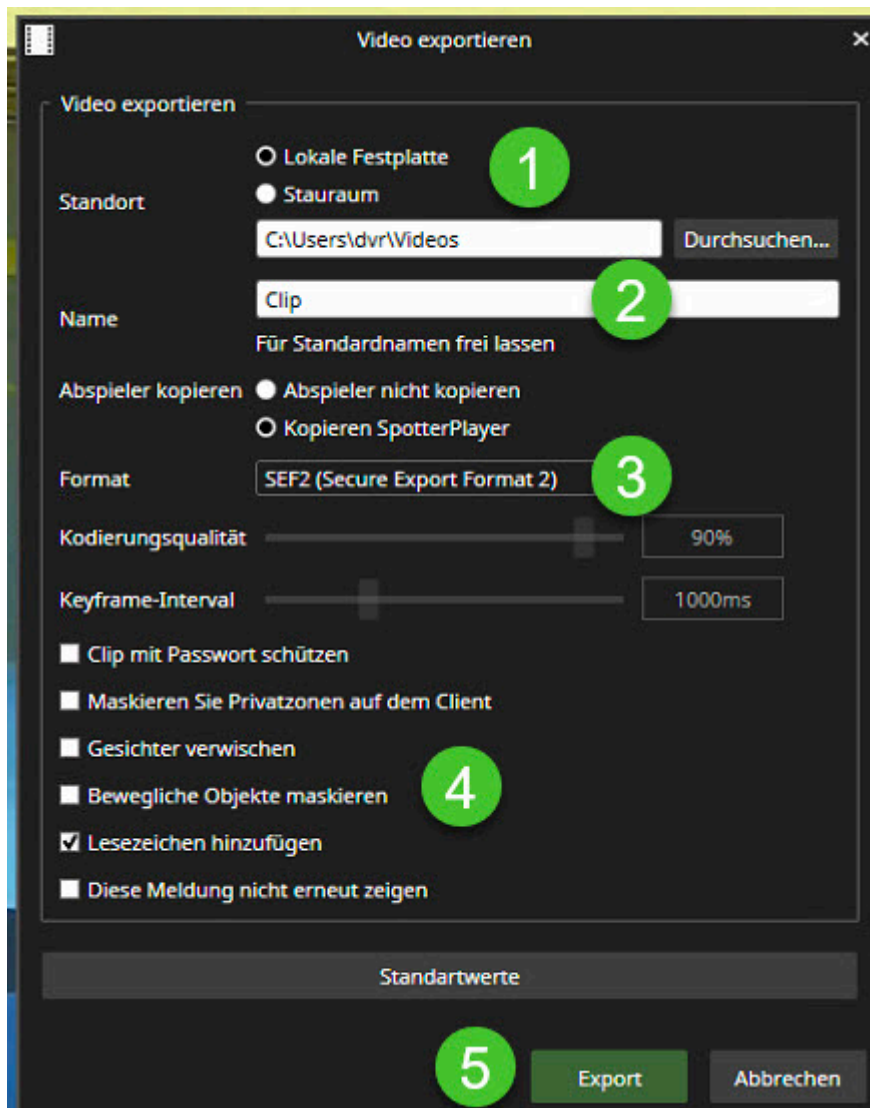 Video exportieren
Video exportieren
Lokale Festplatte
1
Standort
Stauraum
C:\Users\dvr\Videos Durchsuchen...
Clip
2
Name
Für Standardnamen frei lassen
Abspieler kopieren Abspieler nicht kopieren
Kopieren SpotterPlayer
Format SEF2 (Secure Export Format 2) 3
Kodierungsqualität 90%
Keyframe-Interval 1000ms
Clip mit Passwort schützen
Maskieren Sie Privatzonen auf dem Client
Gesichter verwischen
Bewegliche Objekte maskieren 4
Lesezeichen hinzufügen
Diese Meldung nicht erneut zeigen
Standartwerte
5 Export Abbrechen